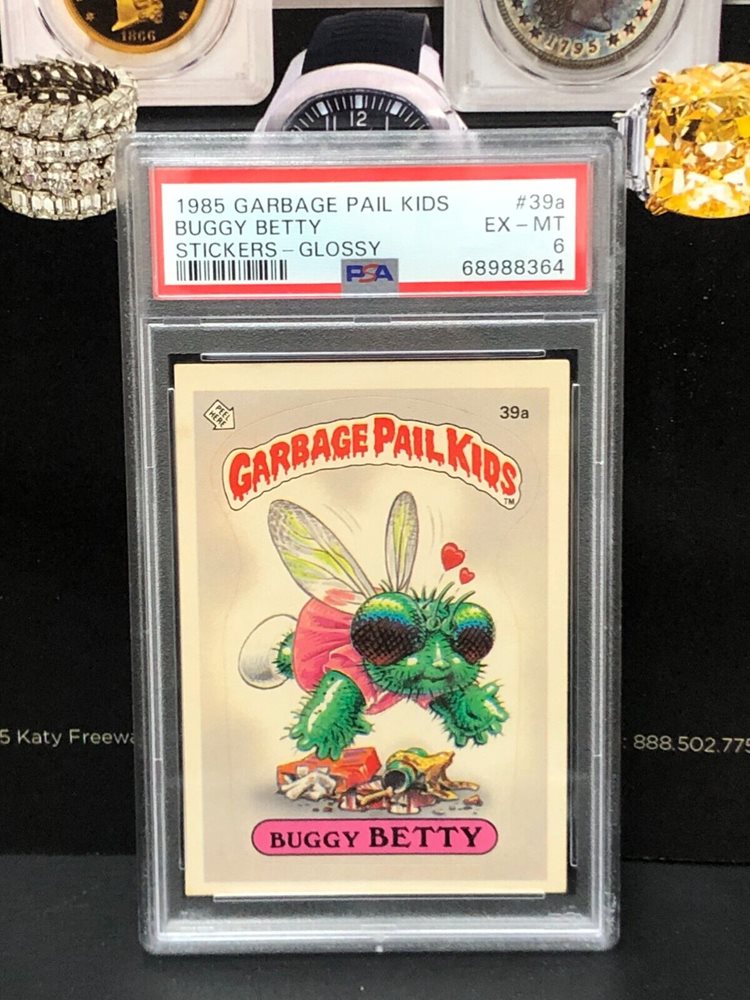 1866
1795
12
1985 GARBAGE PAIL KIDS #39a
BUGGY BETTY EX-MT
STICKERS-GLOSSY 6
PSA 68988364
PEEL HERE
39a
GARBAGE PAIL KIDS TM
BUGGY BETTY
5 Katy Freewa
: 888.502.775